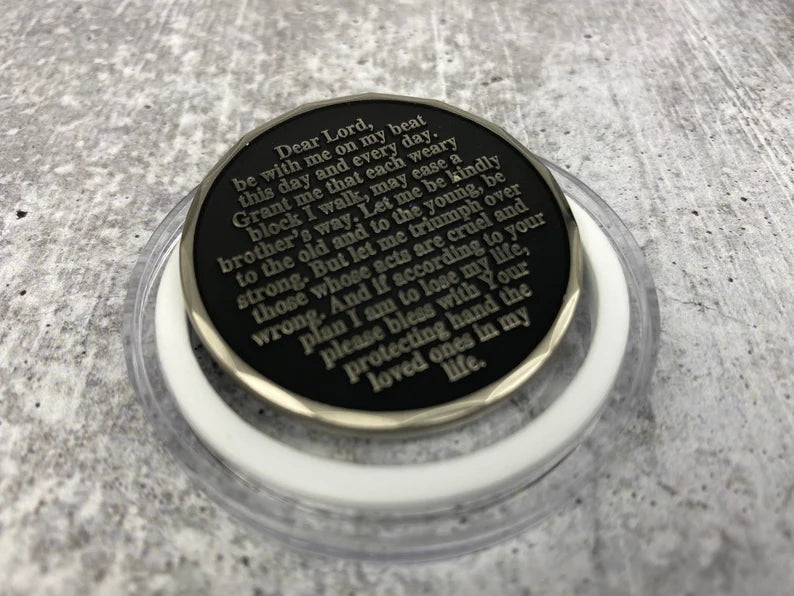 Dear Lord,
be with me on my beat
this day and every day.
Grant me that each weary
block I walk, may ease a
brother's way. Let me be kindly
to the old and to the young, be
strong. But let me triumph over
those whose acts are cruel and
wrong. And if according to your
plan I am to lose my life,
please bless with Your
protecting hand the
loved ones in my
life.